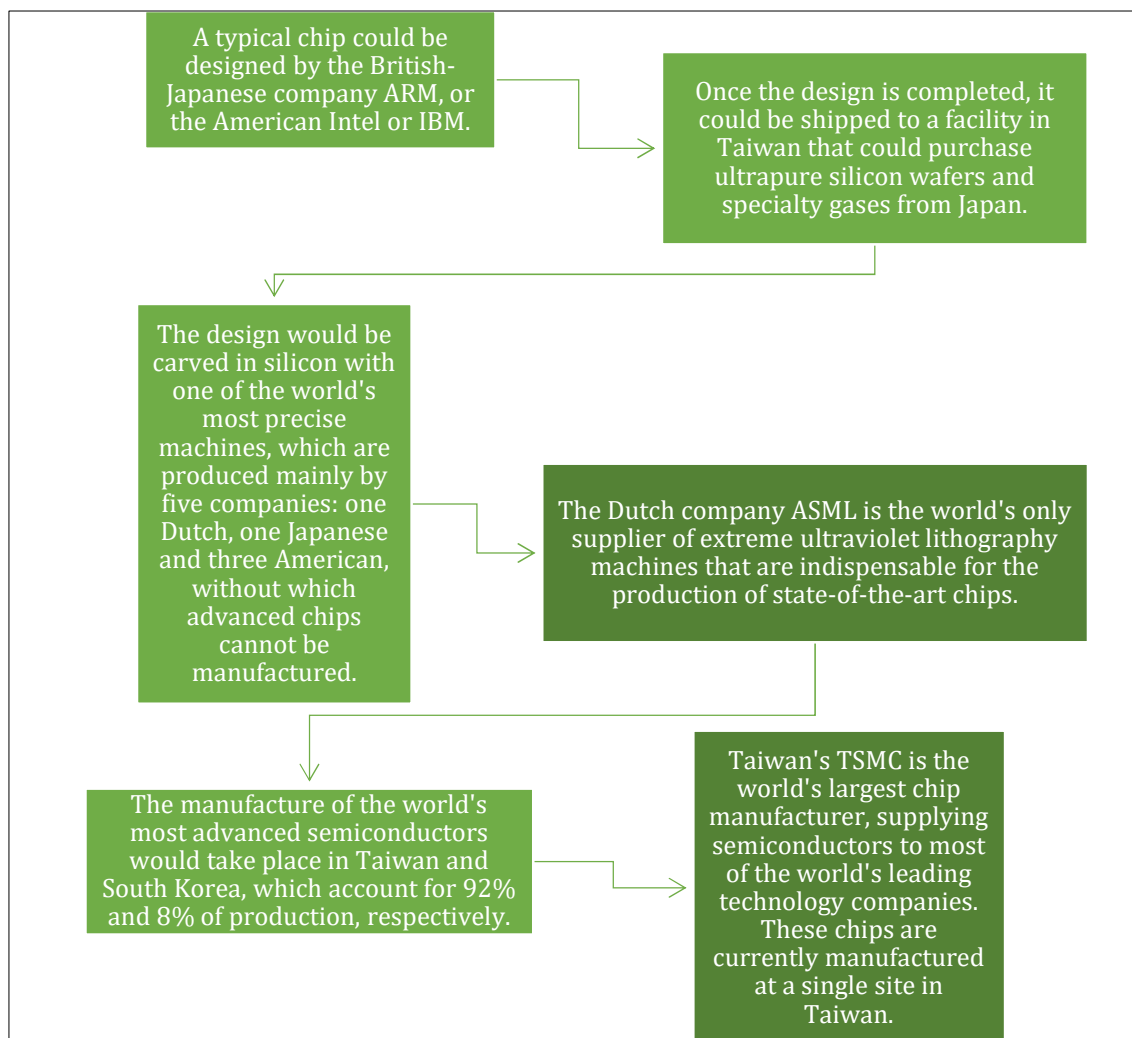 A typical chip could be
designed by the British-
Japanese company ARM, or
the American Intel or IBM.
Once the design is completed, it
could be shipped to a facility in
Taiwan that could purchase
ultrapure silicon wafers and
specialty gases from Japan.
The design would be
carved in silicon with
one of the world's
most precise
machines, which are
produced mainly by
five companies: one
Dutch, one Japanese
and three American,
without which
advanced chips
cannot be
manufactured.
The Dutch company ASML is the world's only
supplier of extreme ultraviolet lithography
machines that are indispensable for the
production of state-of-the-art chips.
The manufacture of the world's
most advanced semiconductors
would take place in Taiwan and
South Korea, which account for 92%
and 8% of production, respectively.
Taiwan's TSMC is the
world's largest chip
manufacturer, supplying
semiconductors to most
of the world's leading
technology companies.
These chips are
currently manufactured
at a single site in
Taiwan.